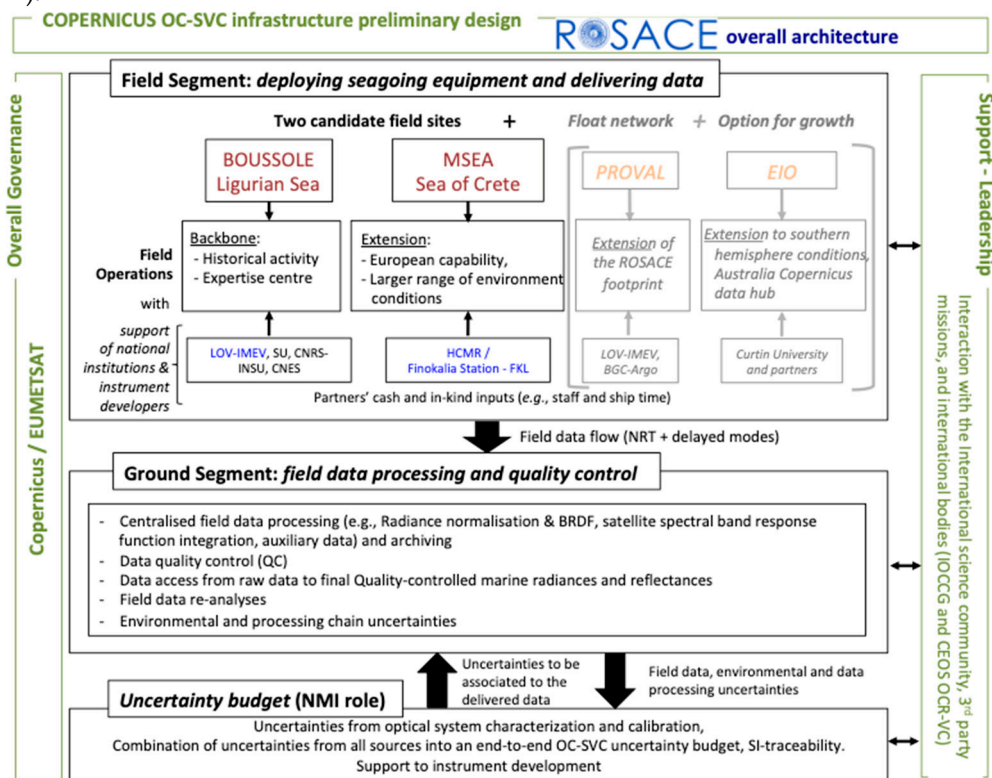 ).
COPERNICUS OC-SVC infrastructure preliminary design
ROSACE overall architecture
Overall Governance
Copernicus / EUMETSAT
Field Segment: deploying seagoing equipment and delivering data
Two candidate field sites + Float network + Option for growth
BOUSSOLE
Ligurian Sea
MSEA
Sea of Crete
PROVAL
EIO
Field
Operations
with
support
of national
institutions &
instrument
developers
Backbone:
- Historical activity
- Expertise centre
Extension:
- European capability,
- Larger range of environment
conditions
Extension of
the ROSACE
footprint
Extension to southern
hemisphere conditions,
Australia Copernicus
data hub
LOV-IMEV, SU, CNRS-
INSU, CNES
HCMR /
Finokalia Station - FKL
LOV-IMEV,
BGC-Argo
Curtin University
and partners
Partners' cash and in-kind inputs (e.g., staff and ship time)
Field data flow (NRT + delayed modes)
Ground Segment: field data processing and quality control
- Centralised field data processing (e.g., Radiance normalisation & BRDF, satellite spectral band response
function integration, auxiliary data) and archiving
- Data quality control (QC)
- Data access from raw data to final Quality-controlled marine radiances and reflectances
- Field data re-analyses
- Environmental and processing chain uncertainties
Uncertainties to be
associated to the
delivered data
Field data, environmental and data
processing uncertainties
Uncertainty budget (NMI role)
Uncertainties from optical system characterization and calibration,
Combination of uncertainties from all sources into an end-to-end OC-SVC uncertainty budget, SI-traceability.
Support to instrument development
Support - Leadership
Interaction with the International science community, 3rd party
missions, and international bodies (IOCCG and CEOS OCR-VC)